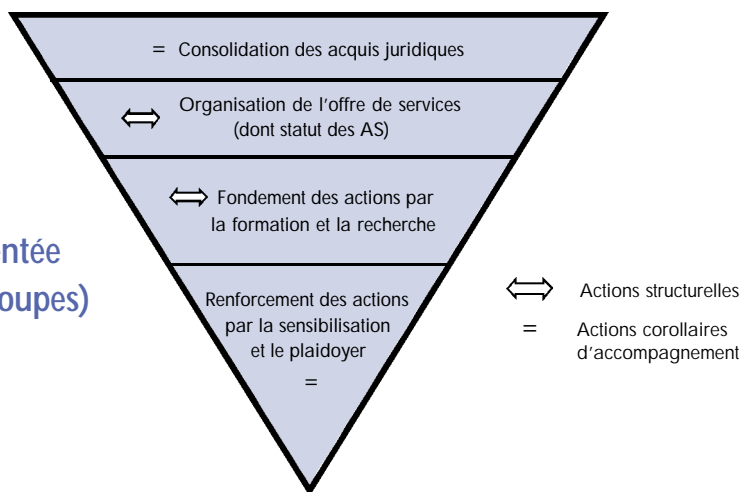 = Consolidation des acquis juridiques
⇔ Organisation de l'offre de services
(dont statut des AS)
⇔ Fondement des actions par
la formation et la recherche
ntée
oupes)
Renforcement des actions
par la sensibilisation
et le plaidoyer
=
⇔ Actions structurelles
= Actions corollaires
d'accompagnement